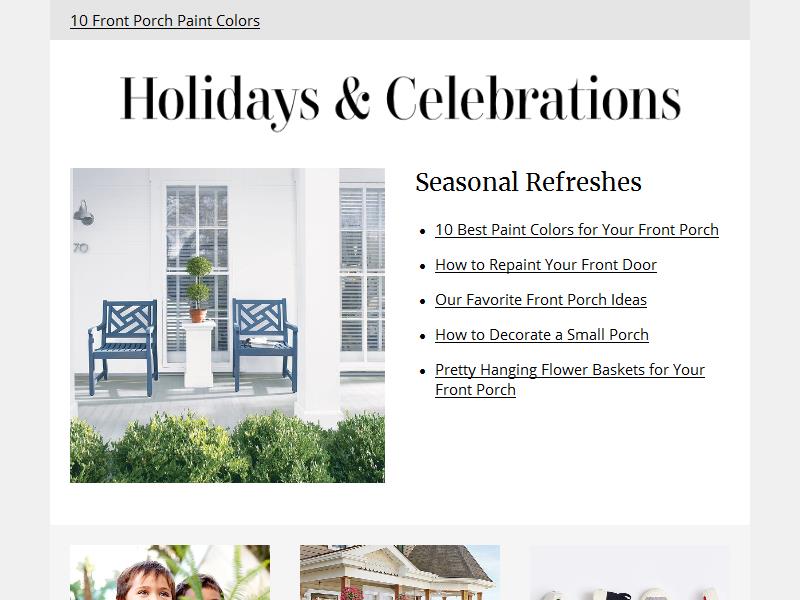 10 Front Porch Paint Colors
Holidays & Celebrations
70
Seasonal Refreshes
10 Best Paint Colors for Your Front Porch
How to Repaint Your Front Door
Our Favorite Front Porch Ideas
How to Decorate a Small Porch
Pretty Hanging Flower Baskets for Your
Front Porch